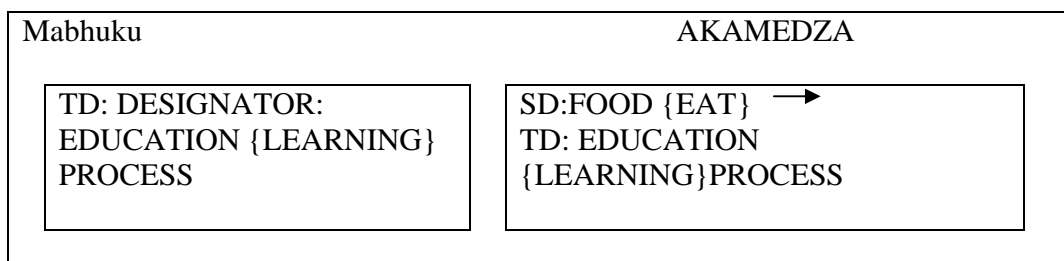 Mabhuku AKAMEDZA
TD: DESIGNATOR:
EDUCATION {LEARNING}
PROCESS
SD:FOOD {EAT} →
TD: EDUCATION
{LEARNING}PROCESS